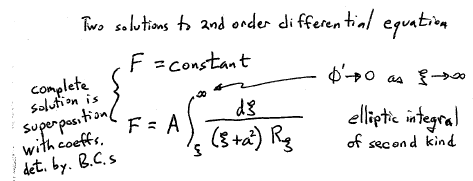 Two solutions to 2nd order differential equation
F = constant
complete
solution is
superposition
with coeffs.
det. by. B.C.s
F = A ∫_ξ^∞ dξ / ((ξ+a²) R_ξ)
ϕ' → 0 as ξ → ∞
elliptic integral
of second kind